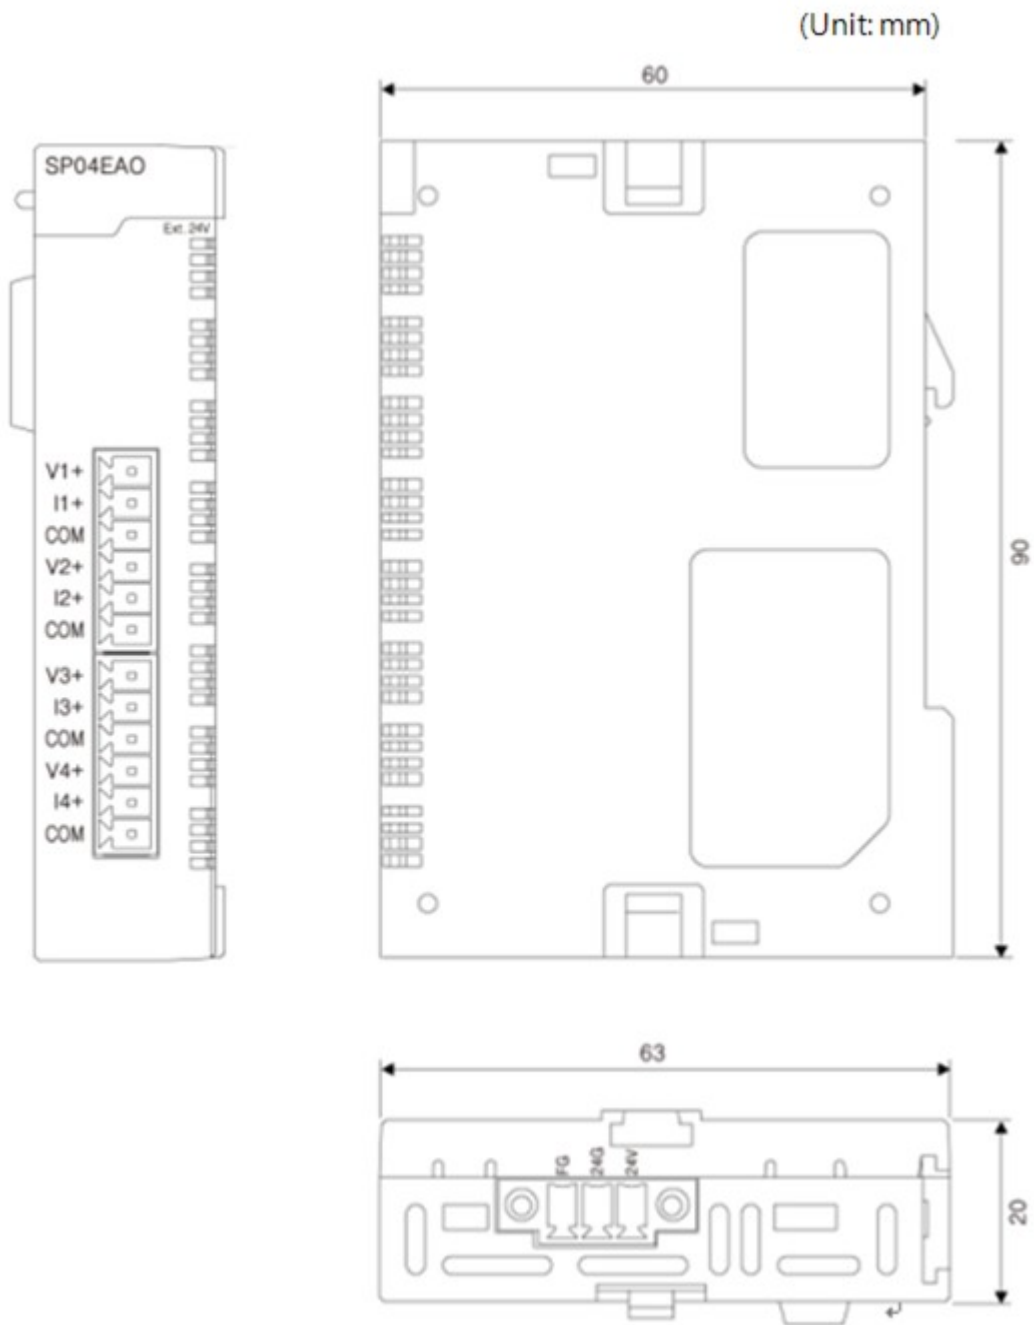 (Unit: mm)
60
SP04EAO
Ext. 24V
V1+
I1+
COM
V2+
I2+
COM
V3+
I3+
COM
V4+
I4+
COM
90
63
FG
24G
24V
20